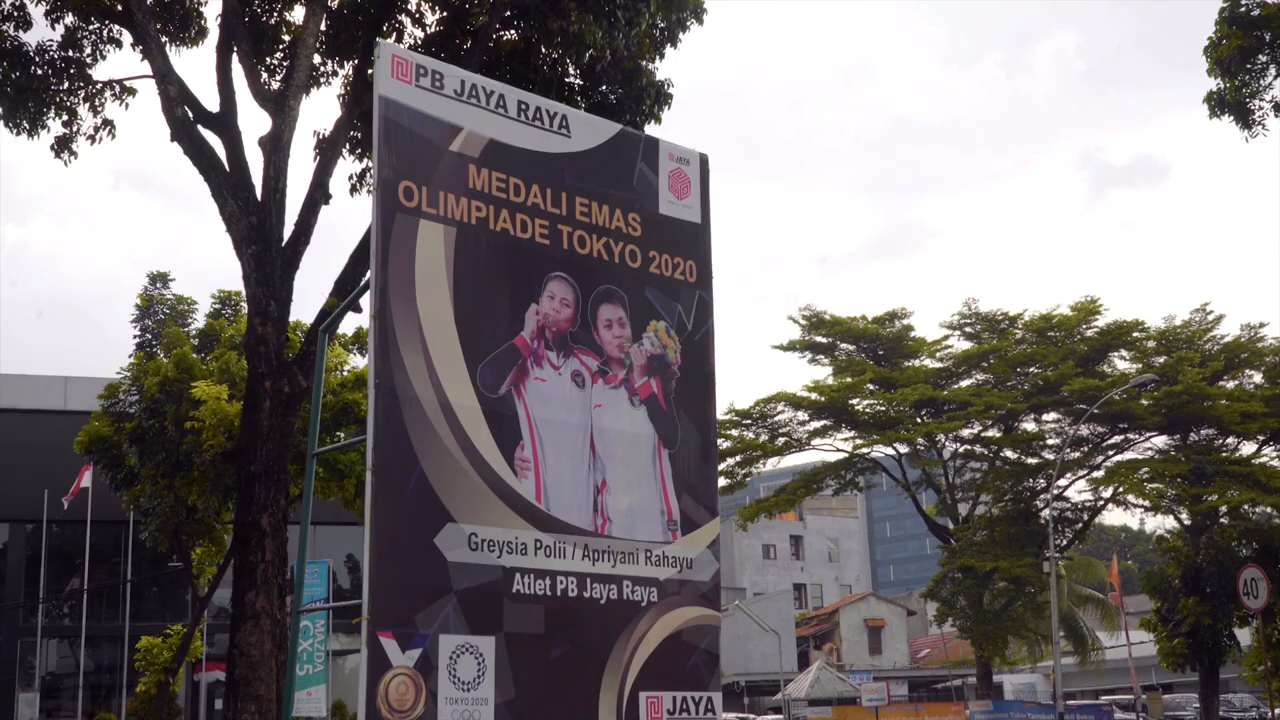 PB JAYA RAYA
JAYA
MEDALI EMAS
OLIMPIADE TOKYO 2020
Greysia Polii / Apriyani Rahayu
Atlet PB Jaya Raya
TOKYO 2020
JAYA
MAZDA
CX-5
40